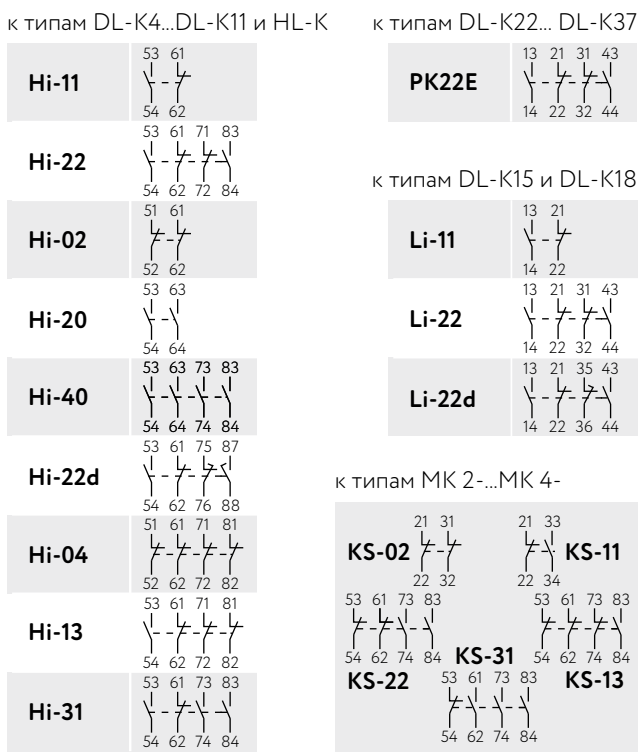 к типам DL-K4...DL-K11 и HL-K
53 61
Hi-11
54 62
53 61 71 83
Hi-22
54 62 72 84
51 61
Hi-02
52 62
53 63
Hi-20
54 64
53 63 73 83
Hi-40
54 64 74 84
53 61 75 87
Hi-22d
54 62 76 88
51 61 71 81
Hi-04
52 62 72 82
53 61 71 81
Hi-13
54 62 72 82
53 61 73 83
Hi-31
54 62 74 84
к типам DL-K22... DL-K37
13 21 31 43
PK22E
14 22 32 44
к типам DL-K15 и DL-K18
13 21
Li-11
14 22
13 21 31 43
Li-22
14 22 32 44
13 21 35 43
Li-22d
14 22 36 44
к типам MK 2-...MK 4-
21 31
KS-02
22 32
21 33
KS-11
22 34
53 61 73 83
54 62 74 84
KS-22
53 61 73 83
54 62 74 84
KS-13
KS-31
53 61 73 83
54 62 74 84